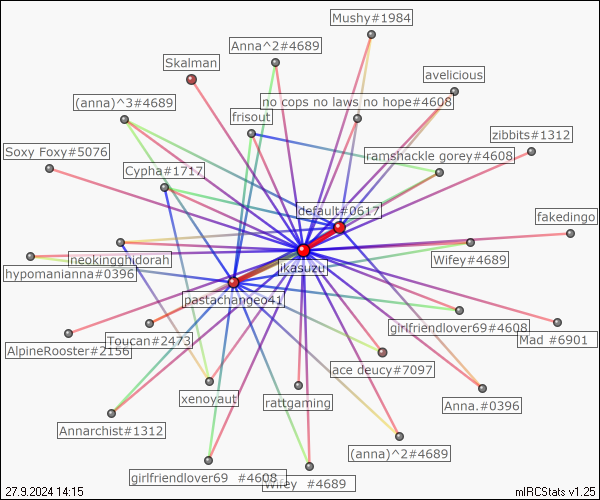 Mushy#1984
Anna^2#4689
Skalman
avelicious
(anna)^3#4689
no cops no laws no hope#4608
frisout
zibbits#1312
Soxy Foxy#5076
ramshackle gorey#4608
Cypha#1717
default#0617
fakedingo
neokingghidorah
Wifey#4689
ikasuzu
hypomanianna#0396
pastachangeo41
girlfriendlover69#4608
Mad #6901
Toucan#2473
AlpineRooster#2156
ace deucy#7097
xenoyaut
rattgaming
Anna.#0396
Annarchist#1312
(anna)^2#4689
girlfriendlover69 #4608
Wifey #4689
27.9.2024 14:15
mIRCStats v1.25